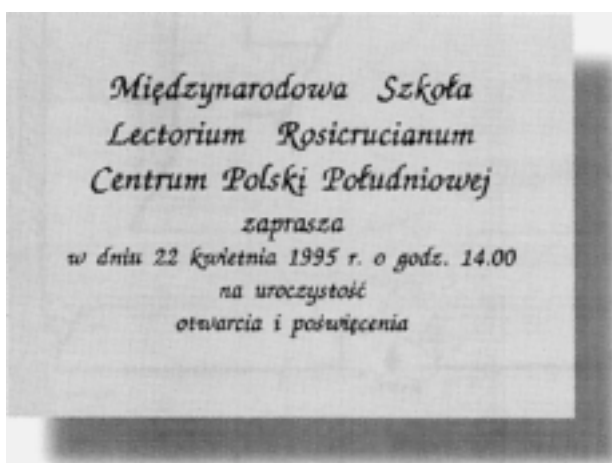 Międzynarodowa Szkoła
Lectorium Rosicrucianum
Centrum Polski Południowej
zaprasza
w dniu 22 kwietnia 1995 r. o godz. 14.00
na uroczystość
otwarcia i poświęcenia